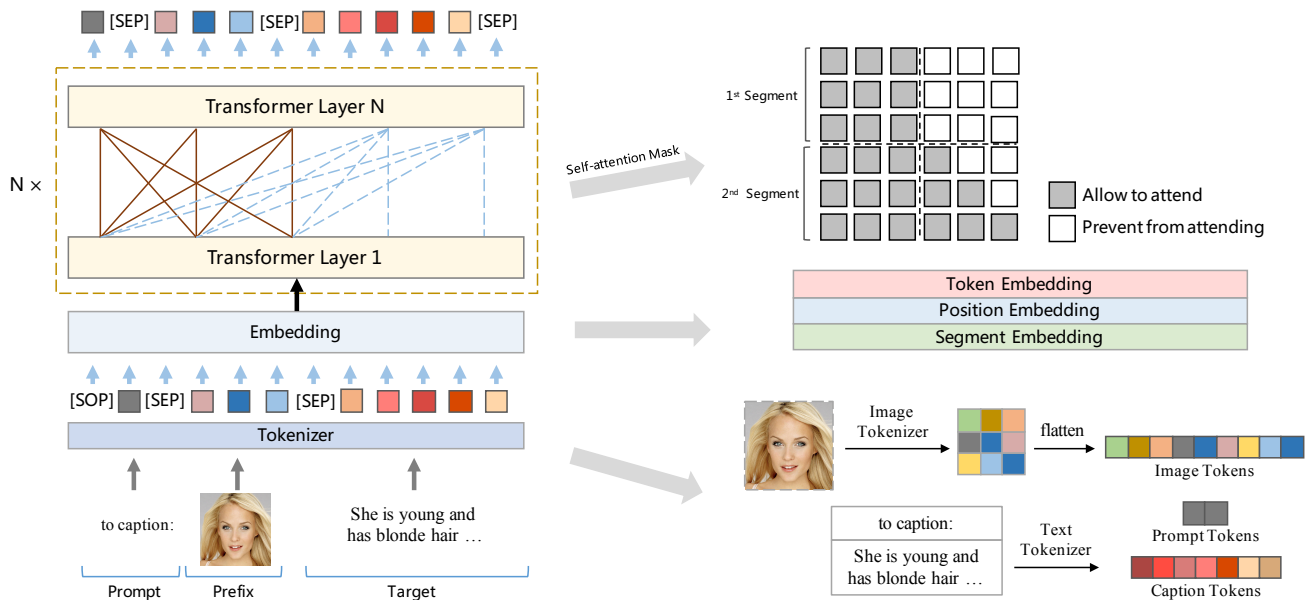 [SEP] [SEP] [SEP]
Transformer Layer N
N ×
Transformer Layer 1
Embedding
[SOP] [SEP] [SEP]
Tokenizer
to caption:
She is young and
has blonde hair …
Prompt Prefix Target
Self-attention Mask
1st Segment
2nd Segment
Allow to attend
Prevent from attending
Token Embedding
Position Embedding
Segment Embedding
Image
Tokenizer
flatten
Image Tokens
to caption:
She is young and
has blonde hair …
Text
Tokenizer
Prompt Tokens
Caption Tokens